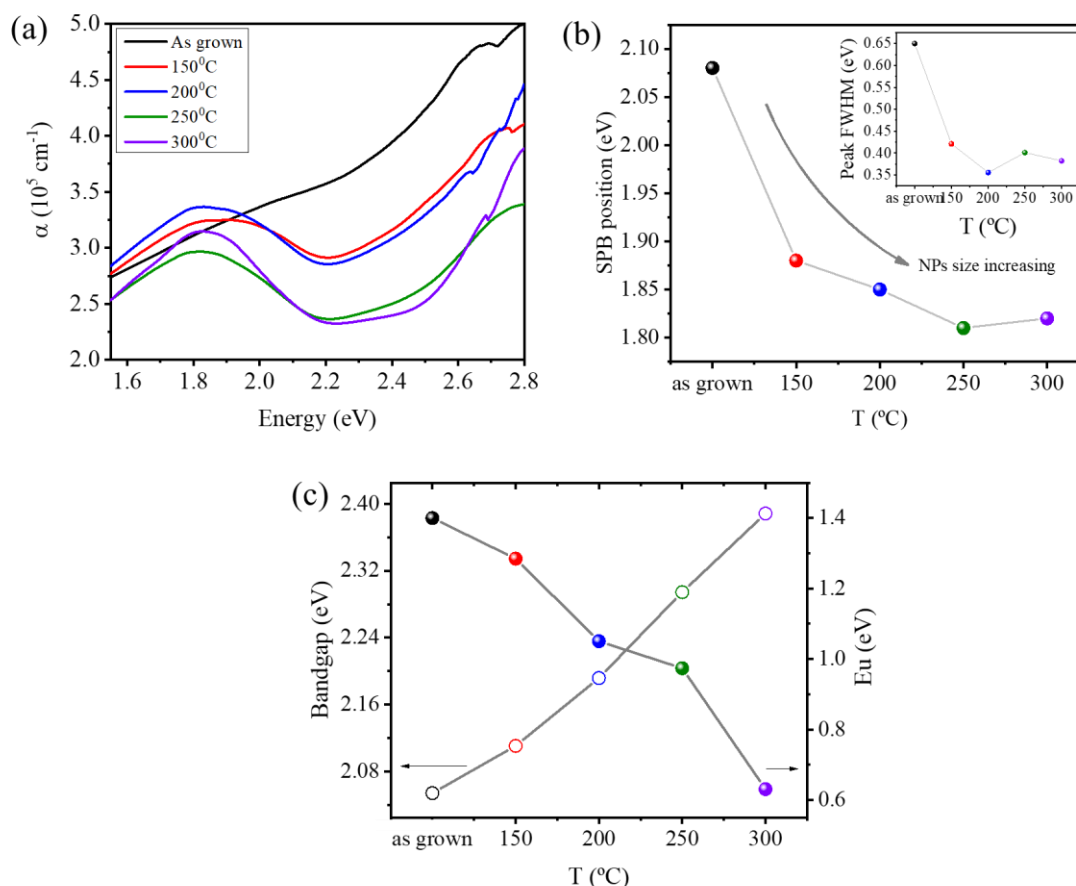 (a)
As grown
150⁰C
200⁰C
250⁰C
300⁰C
α (10⁵ cm⁻¹)
5.0
4.5
4.0
3.5
3.0
2.5
2.0
1.6 1.8 2.0 2.2 2.4 2.6 2.8
Energy (eV)
(b)
SPB position (eV)
2.10
2.05
2.00
1.95
1.90
1.85
1.80
as grown 150 200 250 300
T (ºC)
NPs size increasing
Peak FWHM (eV)
0.65
0.60
0.55
0.50
0.45
0.40
0.35
as grown 150 200 250 300
T (ºC)
(c)
Bandgap (eV)
2.40
2.32
2.24
2.16
2.08
Eu (eV)
1.4
1.2
1.0
0.8
0.6
as grown 150 200 250 300
T (ºC)